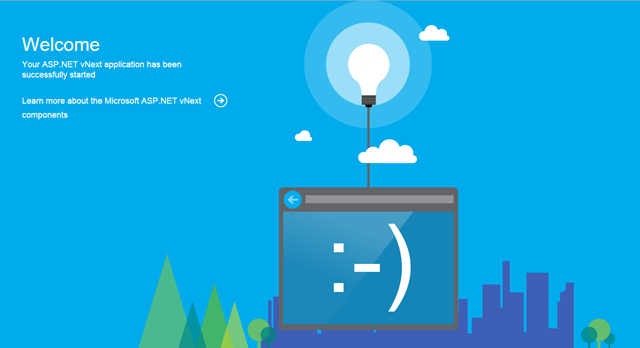 Welcome
Your ASP.NET vNext application has been
successfully started
Learn more about the Microsoft ASP.NET vNext
components
:-)